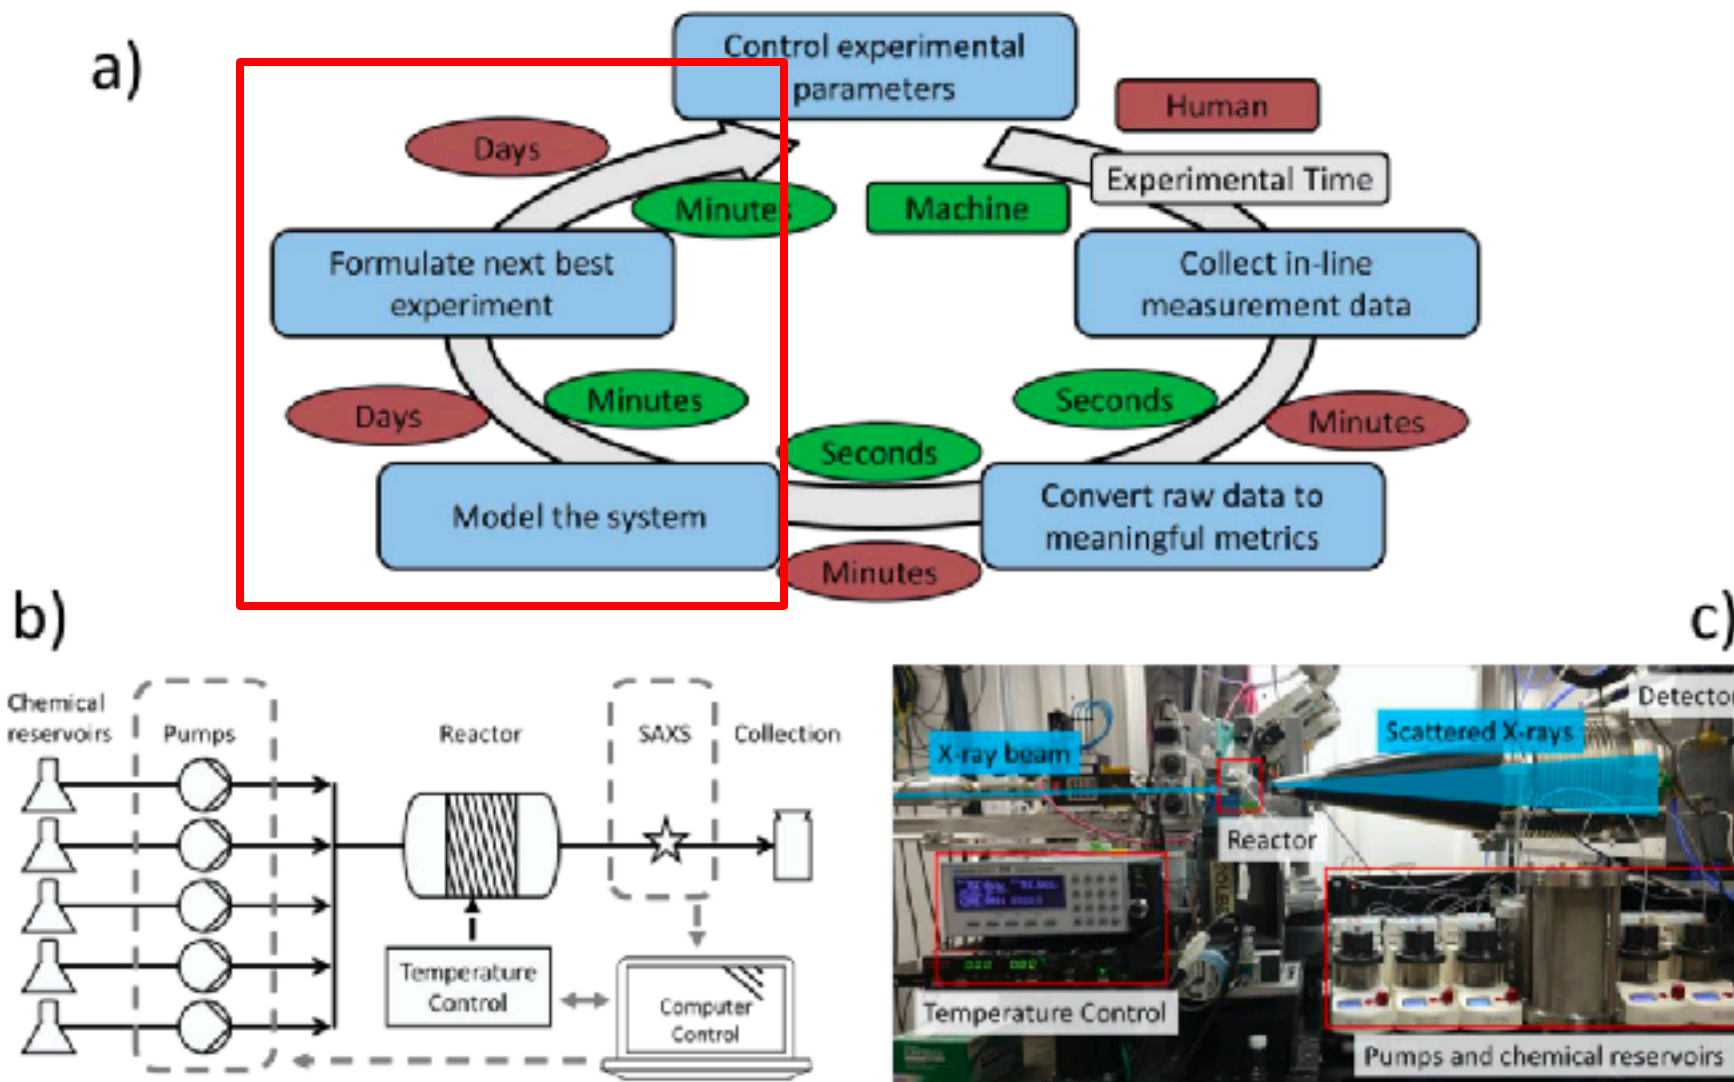 a)
Control experimental
parameters
Human
Experimental Time
Machine
Days
Minutes
Formulate next best
experiment
Collect in-line
measurement data
Days
Minutes
Seconds
Minutes
Seconds
Minutes
Model the system
Convert raw data to
meaningful metrics
b)
Chemical
reservoirs
Pumps
Reactor
SAXS
Collection
Temperature
Control
Computer
Control
c)
Detector
Scattered X-rays
X-ray beam
Reactor
Temperature Control
Pumps and chemical reservoirs